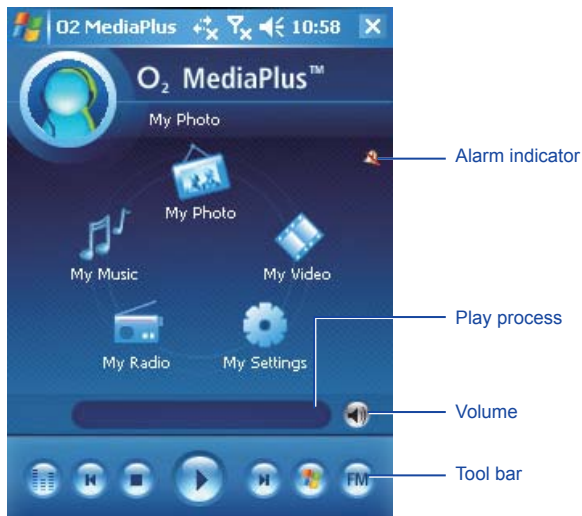 O2 MediaPlus 10:58
O₂ MediaPlus™
My Photo
Alarm indicator
My Photo
My Music
My Video
My Radio
My Settings
Play process
Volume
FM
Tool bar